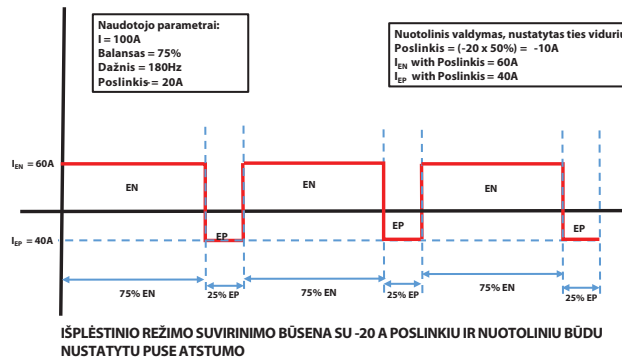 Naudotojo parametrai:
I = 100A
Balansas = 75%
Dažnis = 180Hz
Poslinkis = 20A
Nuotolinis valdymas, nustatytas ties viduriu
Poslinkis = (-20 x 50%) = -10A
IEN with Poslinkis = 60A
IEP with Poslinkis = 40A
IEN = 60A
EN
EN
EN
EP
EP
EP
IEP = 40A
75% EN
25% EP
75% EN
25% EP
75% EN
25% EP
IŠPLĖSTINIO REŽIMO SUVIRINIMO BŪSENA SU -20 A POSLINKIU IR NUOTOLINIU BŪDU
NUSTATYTU PUSE ATSTUMO